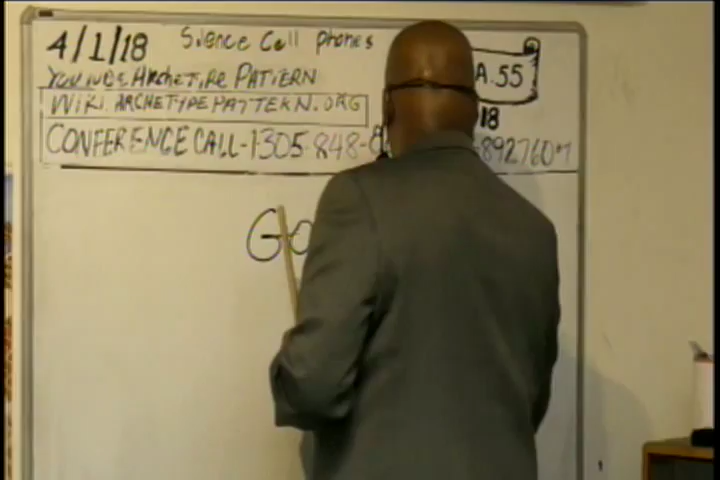 4/1/18 Silence Cell Phones
ARCHETYPE PATTERN A.55
WIKI.ARCHETYPEPATTERN.ORG 18
CONFERENCE CALL-1305-848-8 892760#1
Go